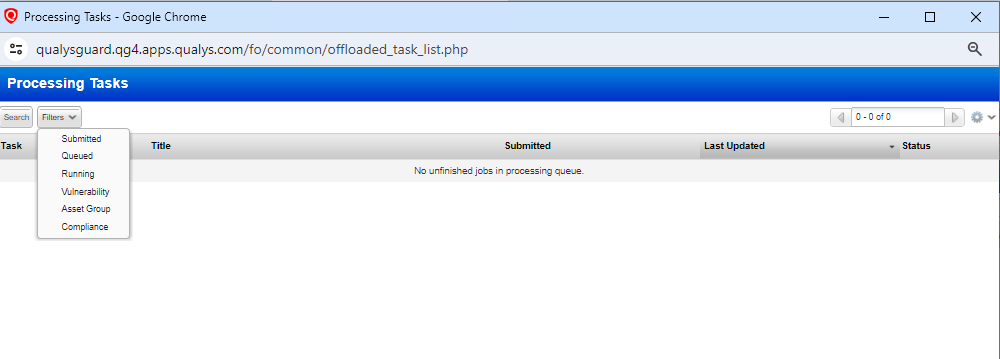 Processing Tasks - Google Chrome
qualysguard.qg4.apps.qualys.com/fo/common/offloaded_task_list.php
Processing Tasks
Search Filters 0 - 0 of 0
Task Title Submitted Last Updated Status
No unfinished jobs in processing queue.
Submitted
Queued
Running
Vulnerability
Asset Group
Compliance